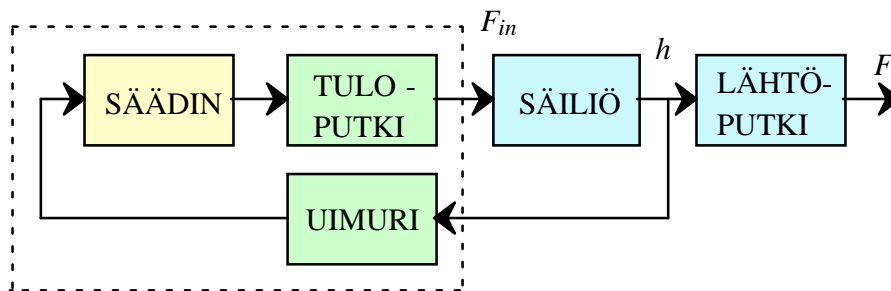 F_in
h
F
SÄÄDIN
TULO -
PUTKI
SÄILIÖ
LÄHTÖ-
PUTKI
UIMURI